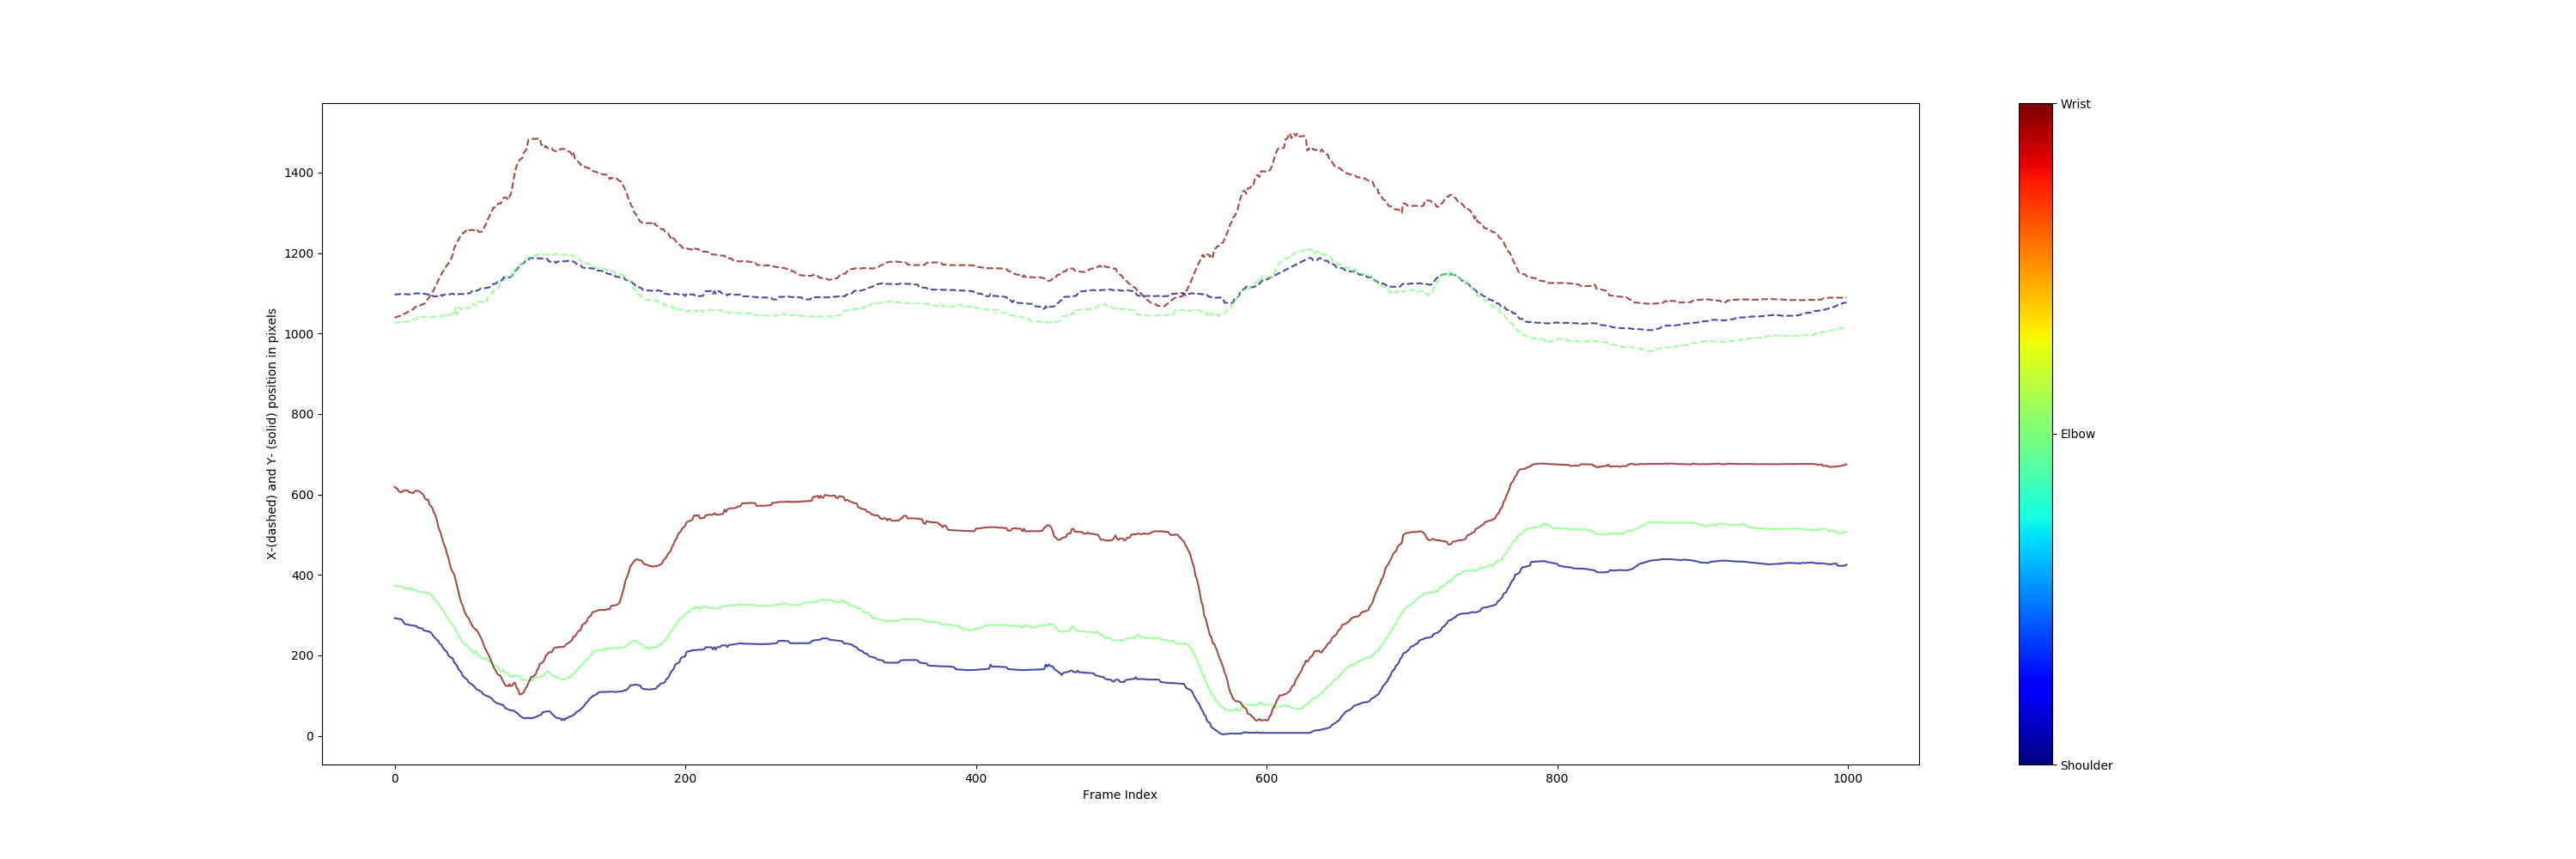 1400
1200
1000
800
600
400
200
0
X-(dashed) and Y- (solid) position in pixels
0 200 400 600 800 1000
Frame Index
Wrist
Elbow
Shoulder